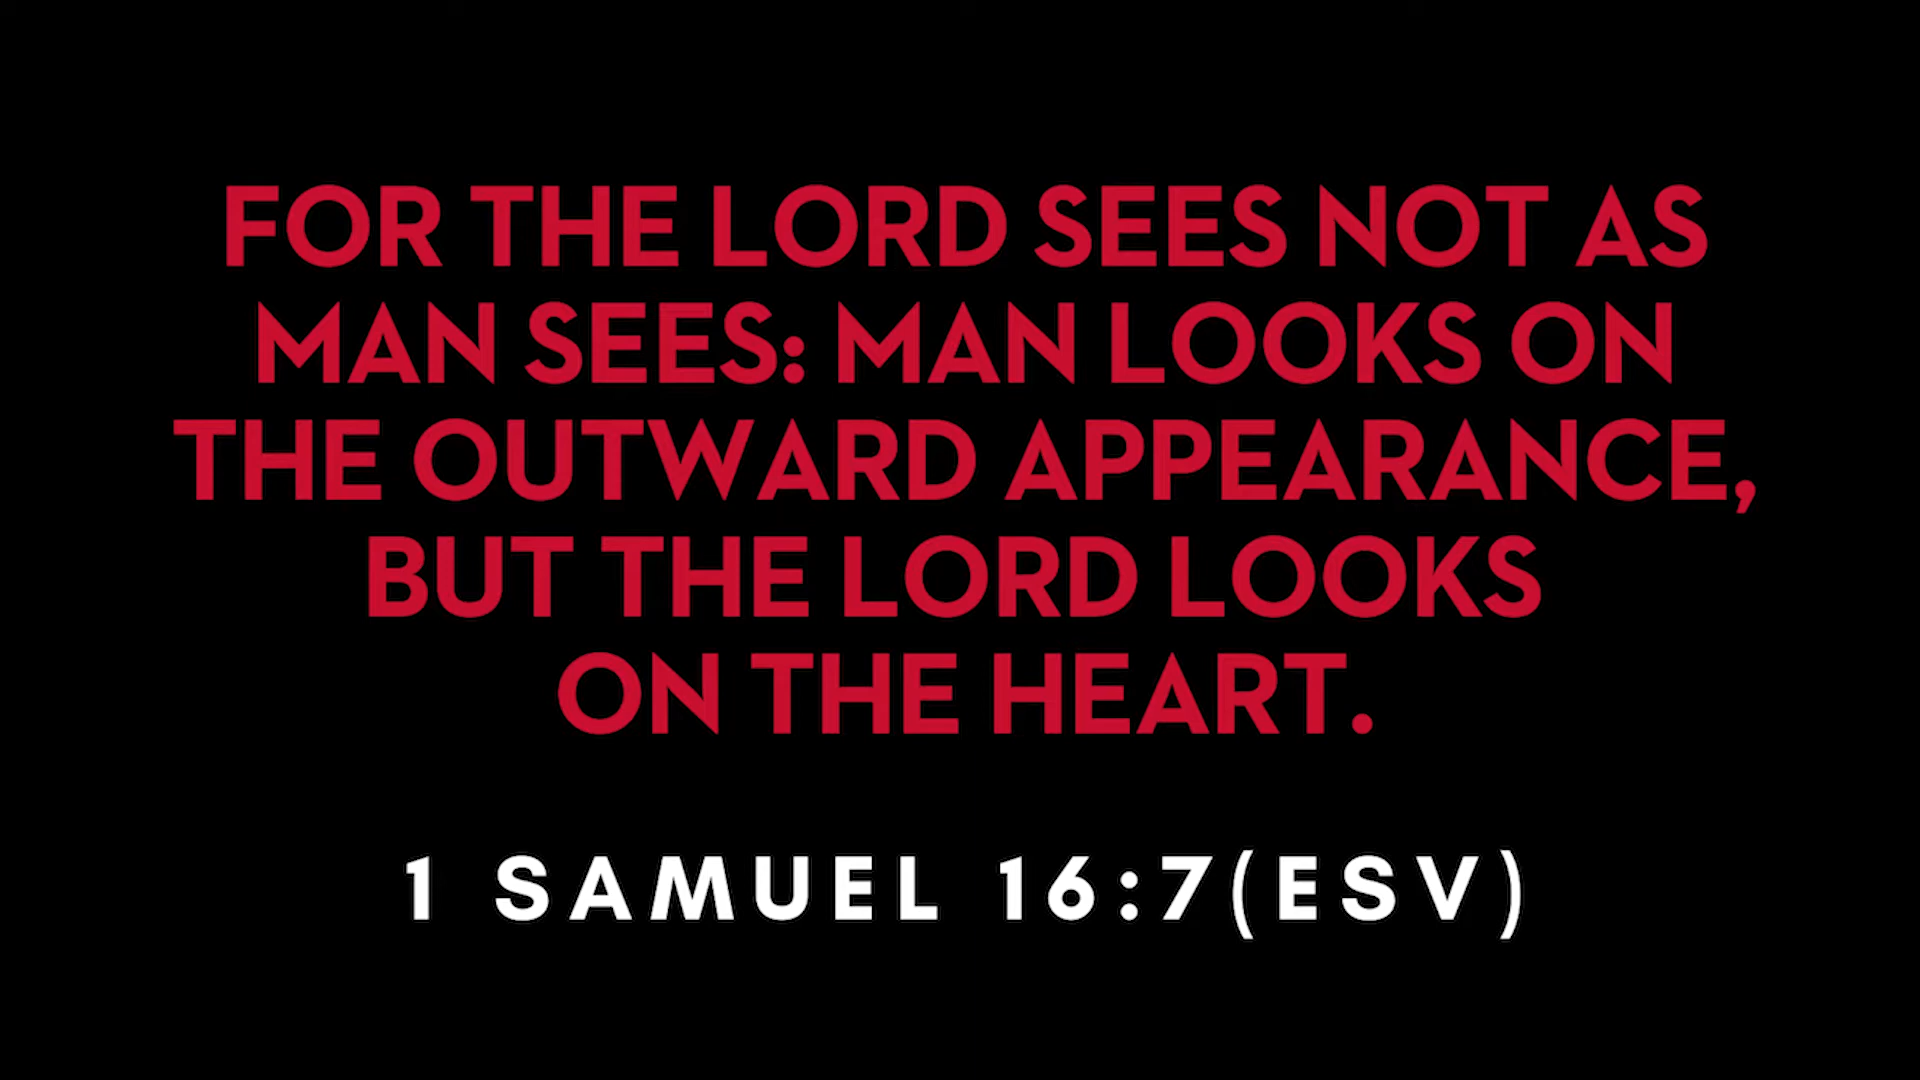 FOR THE LORD SEES NOT AS
MAN SEES: MAN LOOKS ON
THE OUTWARD APPEARANCE,
BUT THE LORD LOOKS
ON THE HEART.
1 SAMUEL 16:7(ESV)